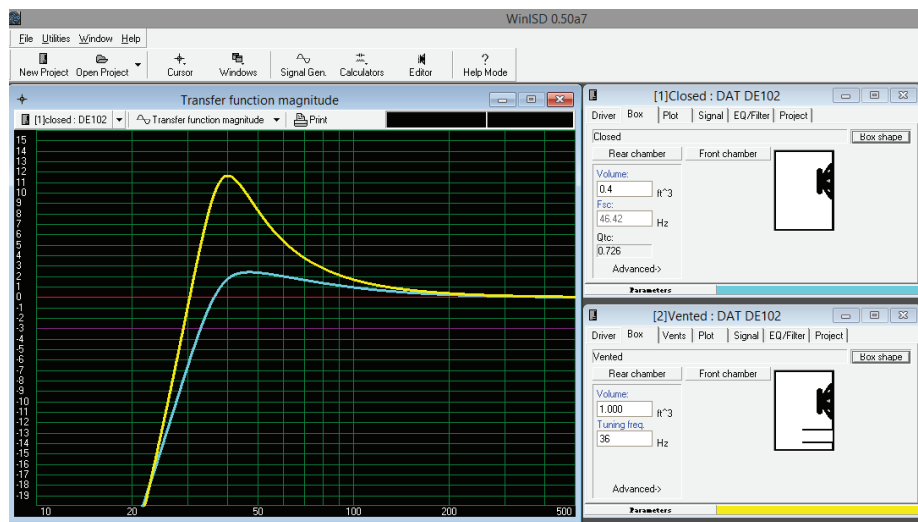 WinISD 0.50a7
File Utilities Window Help
New Project Open Project Cursor Windows Signal Gen. Calculators Editor Help Mode
?
Transfer function magnitude
[1]closed : DE102 Transfer function magnitude Print
15
14
13
12
11
10
9
8
7
6
5
4
3
2
1
0
-1
-2
-3
-4
-5
-6
-7
-8
-9
-10
-11
-12
-13
-14
-15
-16
-17
-18
-19
10 20 50 100 200 500
[1]Closed : DAT DE102
Driver Box Plot Signal EQ/Filter Project
Closed Box shape
Rear chamber Front chamber
Volume:
0.4 ft^3
Fsc:
46.42 Hz
Qtc:
0.726
Advanced->
Parameters
[2]Vented : DAT DE102
Driver Box Vents Plot Signal EQ/Filter Project
Vented Box shape
Rear chamber Front chamber
Volume:
1.000 ft^3
Tuning freq.
36 Hz
Advanced->
Parameters